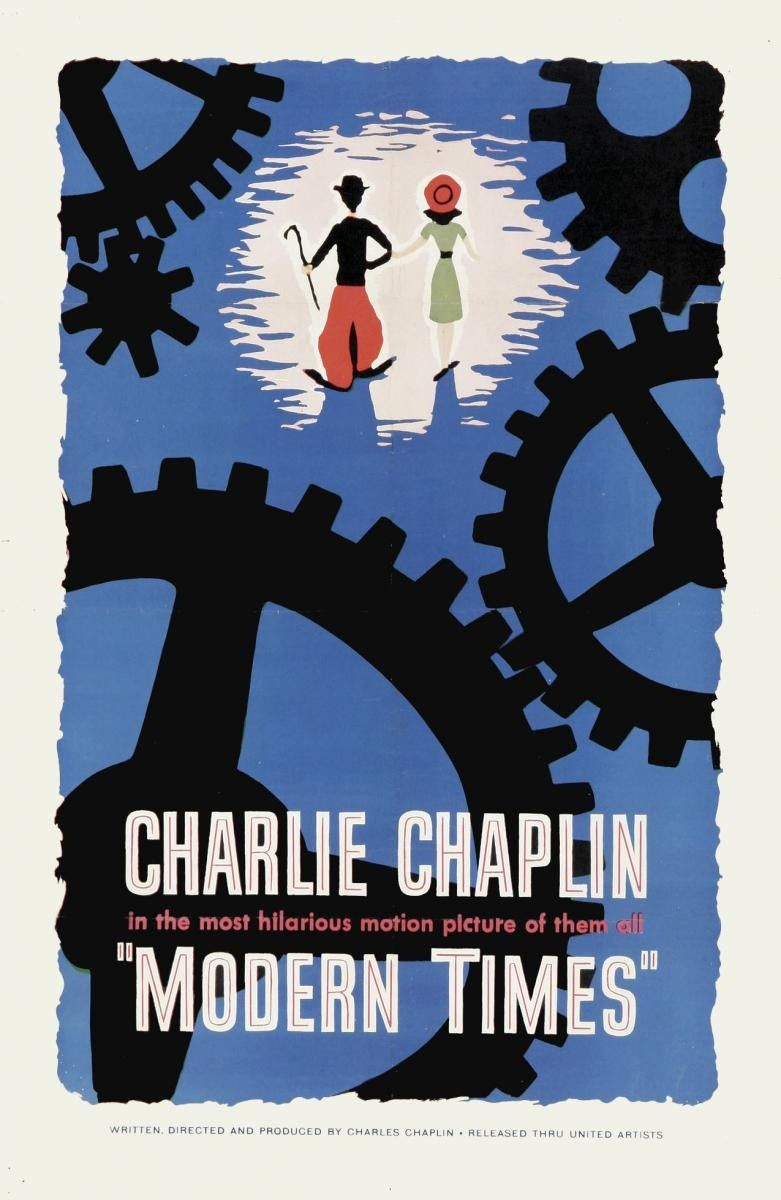 CHARLIE CHAPLIN
in the most hilarious motion picture of them all
"MODERN TIMES"
WRITTEN, DIRECTED AND PRODUCED BY CHARLES CHAPLIN • RELEASED THRU UNITED ARTISTS